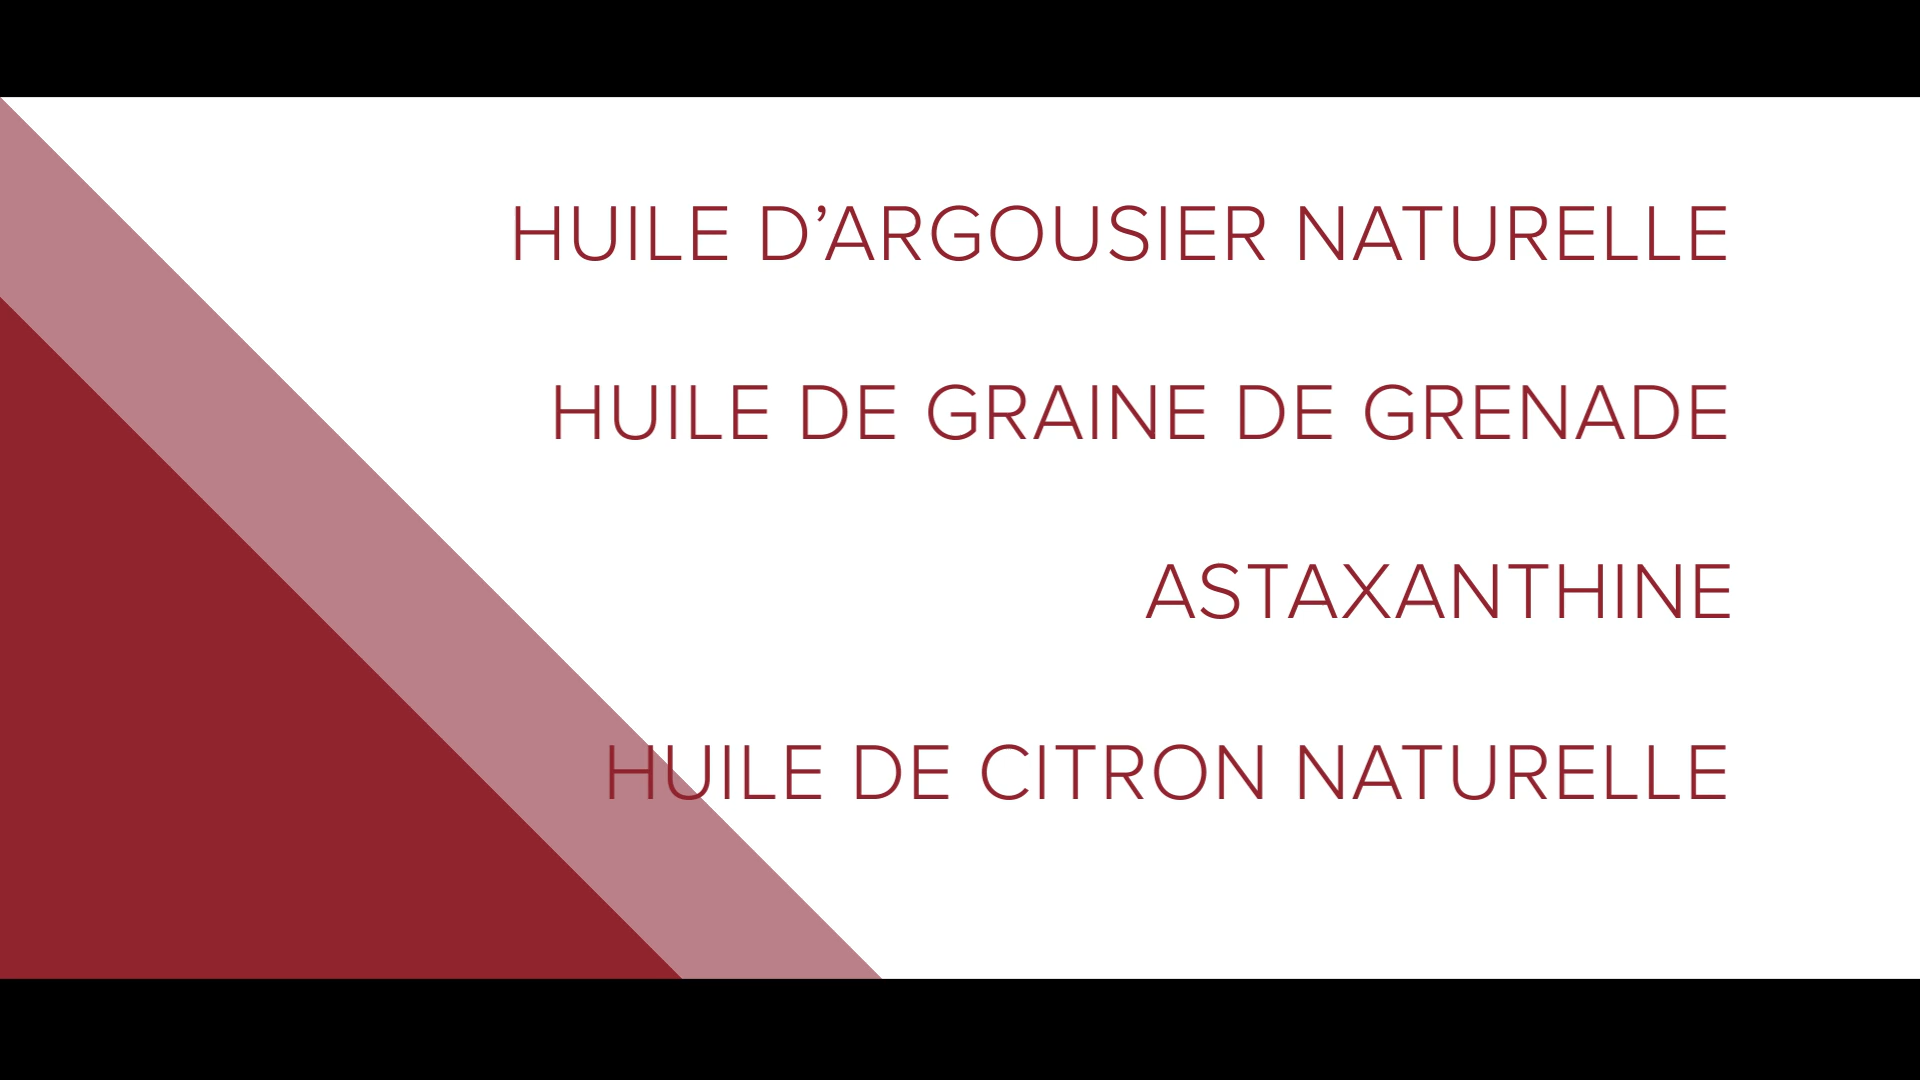 HUILE D’ARGOUSIER NATURELLE
HUILE DE GRAINE DE GRENADE
ASTAXANTHINE
HUILE DE CITRON NATURELLE